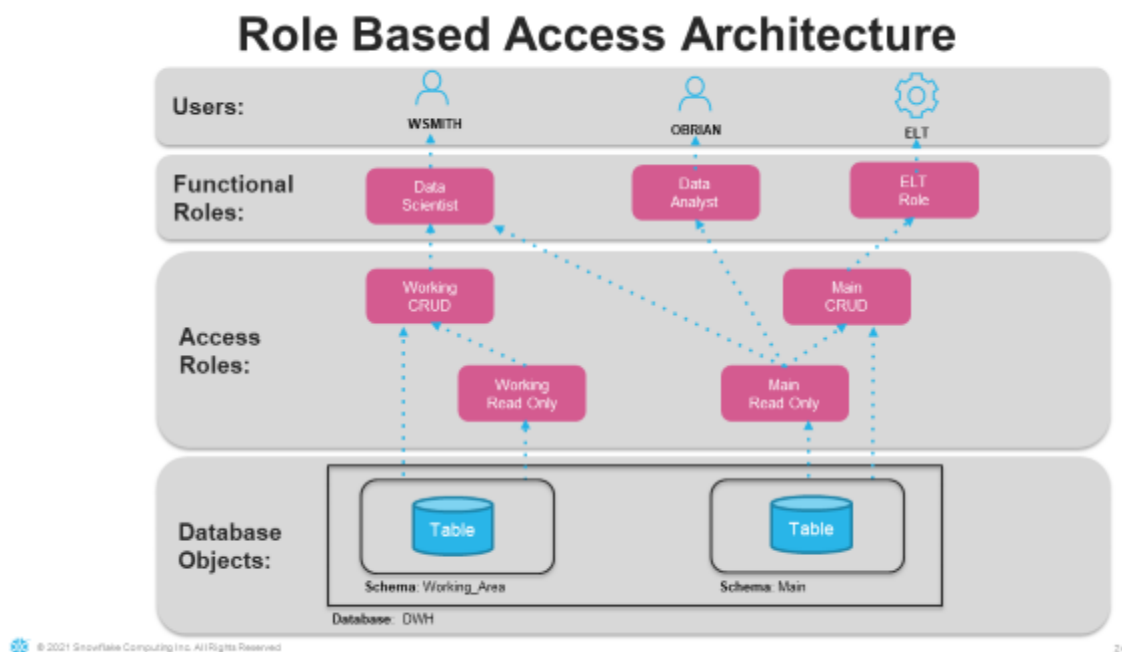 Role Based Access Architecture
Users:
WSMITH
OBRIAN
ELT
Functional
Roles:
Data
Scientist
Data
Analyst
ELT
Role
Access
Roles:
Working
CRUD
Main
CRUD
Working
Read Only
Main
Read Only
Database
Objects:
Table
Table
Schema: Working_Area
Schema: Main
Database: DWH
© 2021 Snowflake Computing Inc. All Rights Reserved